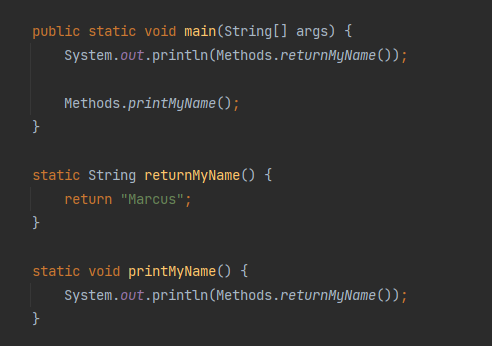 public static void main(String[] args) {
    System.out.println(Methods.returnMyName());

    Methods.printMyName();
}

static String returnMyName() {
    return "Marcus";
}

static void printMyName() {
    System.out.println(Methods.returnMyName());
}